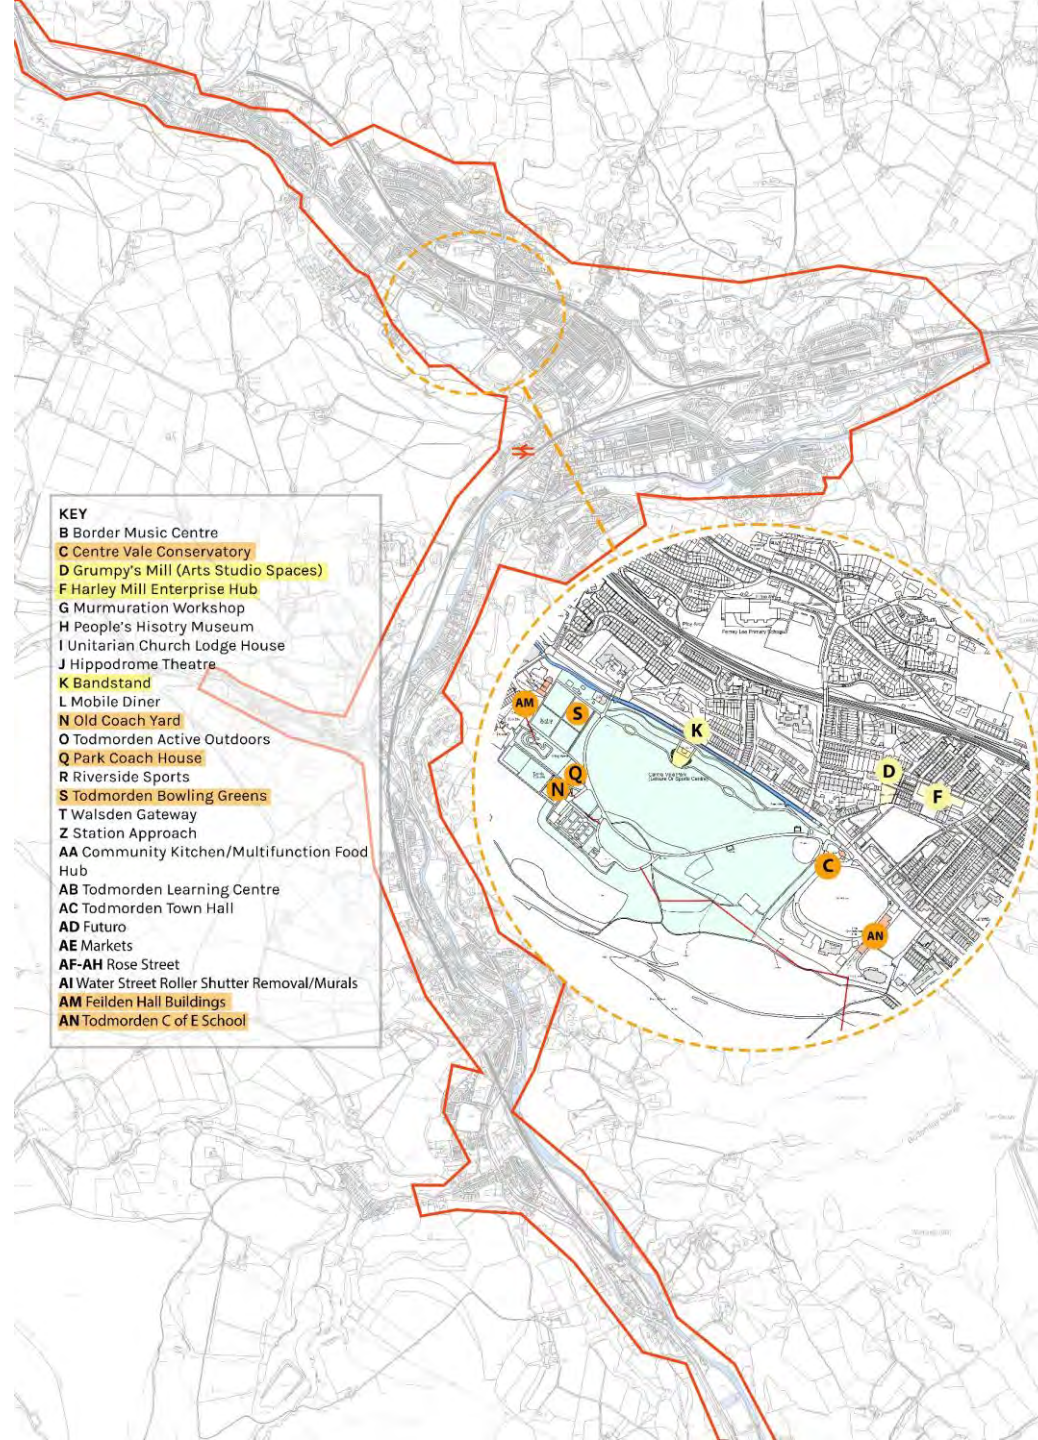 KEY
B Border Music Centre
C Centre Vale Conservatory
D Grumpy's Mill (Arts Studio Spaces)
F Harley Mill Enterprise Hub
G Murmuration Workshop
H People's Hisotry Museum
I Unitarian Church Lodge House
J Hippodrome Theatre
K Bandstand
L Mobile Diner
N Old Coach Yard
O Todmorden Active Outdoors
Q Park Coach House
R Riverside Sports
S Todmorden Bowling Greens
T Walsden Gateway
Z Station Approach
AA Community Kitchen/Multifunction Food
Hub
AB Todmorden Learning Centre
AC Todmorden Town Hall
AD Futuro
AE Markets
AF-AH Rose Street
AI Water Street Roller Shutter Removal/Murals
AM Feilden Hall Buildings
AN Todmorden C of E School
Ferney Lee Primary School
AM
S
K
Q
N
D
F
C
AN